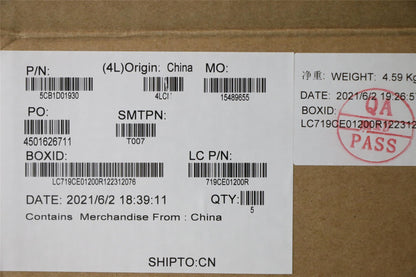 P/N: (4L)Origin: China MO:
5CB1D01930 4LCI 15489655
PO: SMTPN:
4501626711 T007
BOXID: LC P/N:
LC719CE01200R122312076 719CE01200R
DATE: 2021/6/2 18:39:11 QTY:
5
Contains Merchandise From : China
SHIPTO:CN
净重: WEIGHT: 4.59 Kg
DATE: 2021/6/2 19:26:5
BOXID:
LC719CE01200R122312
QA
PASS